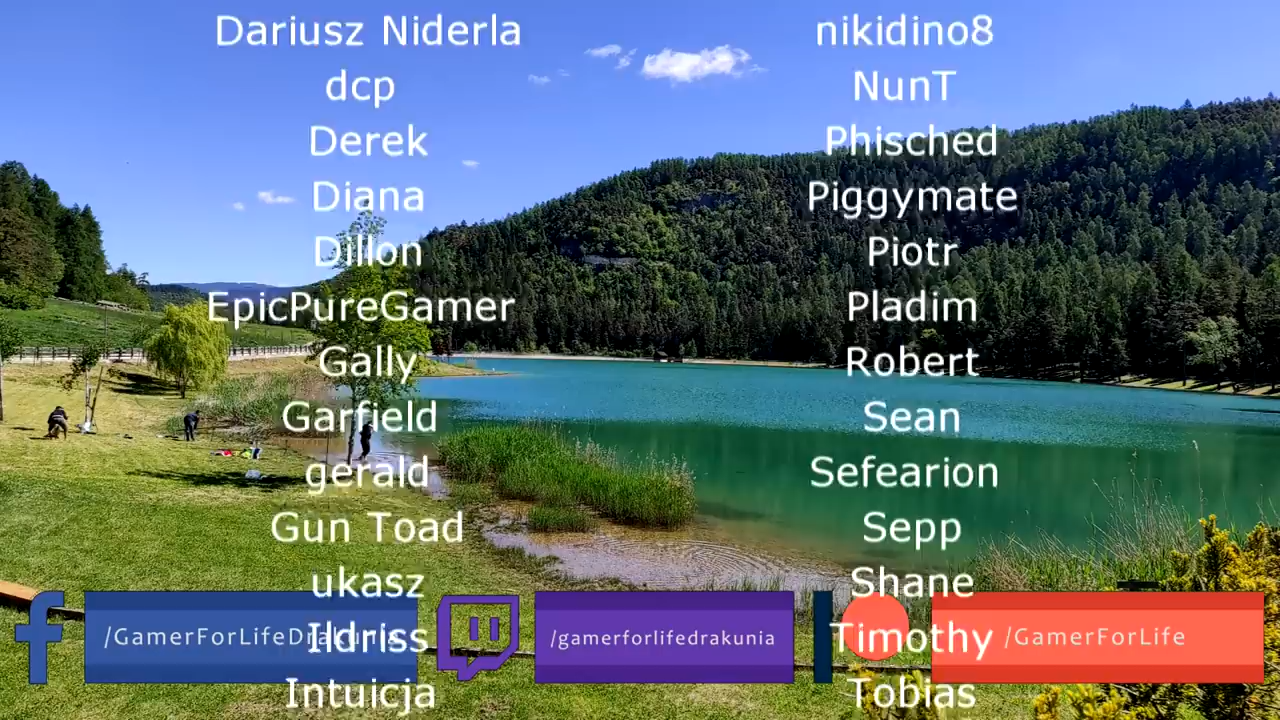 Dariusz Niderla
dcp
Derek
Diana
Dillon
EpicPureGamer
Gally
Garfield
gerald
Gun Toad
ukasz
Ildriss
Intuicja
nikidino8
NunT
Phisched
Piggymate
Piotr
Pladim
Robert
Sean
Sefearion
Sepp
Shane
Timothy
Tobias
/GamerForLifeDrakunia
/gamerforlifedrakunia
/GamerForLife